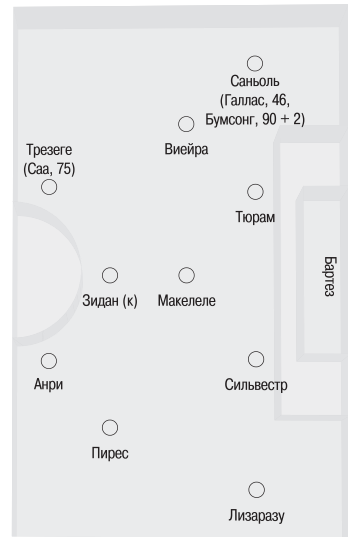 Саньоль
(Галлас, 46,
Бумсонг, 90 + 2)
Виейра
Трезеге
(Саа, 75)
Тюрам
Бартез
Зидан (к)
Макелеле
Анри
Сильвестр
Пирес
Лизаразу